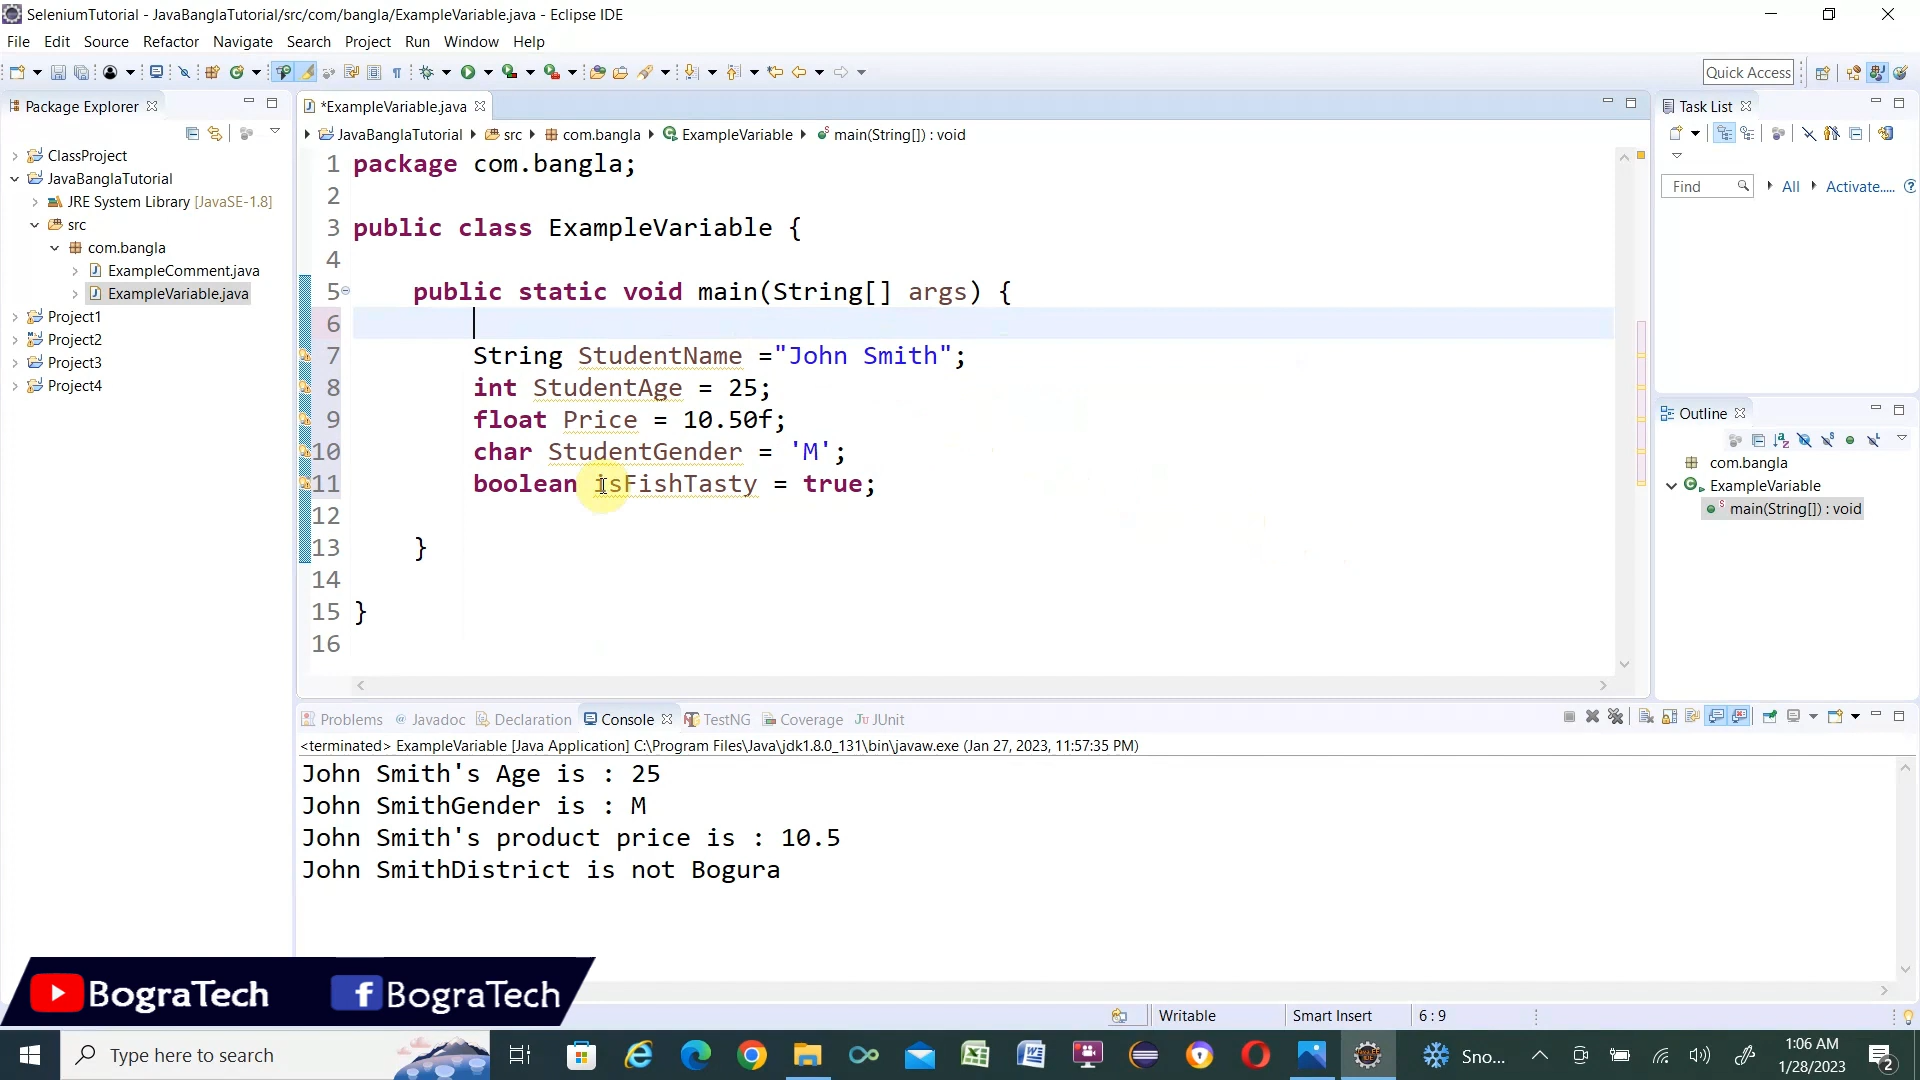 SeleniumTutorial - JavaBanglaTutorial/src/com/bangla/ExampleVariable.java - Eclipse IDE
File Edit Source Refactor Navigate Search Project Run Window Help
Quick Access
Package Explorer
ClassProject
JavaBanglaTutorial
JRE System Library [JavaSE-1.8]
src
com.bangla
ExampleComment.java
ExampleVariable.java
Project1
Project2
Project3
Project4
*ExampleVariable.java
JavaBanglaTutorial src com.bangla ExampleVariable main(String[]) : void
1 package com.bangla;
2
3 public class ExampleVariable {
4
5 public static void main(String[] args) {
6
7 String StudentName ="John Smith";
8 int StudentAge = 25;
9 float Price = 10.50f;
10 char StudentGender = 'M';
11 boolean isFishTasty = true;
12
13 }
14
15 }
16
Task List
Find All Activate.....
Outline
com.bangla
ExampleVariable
main(String[]) : void
Problems @ Javadoc Declaration Console TestNG Coverage JUnit
<terminated> ExampleVariable [Java Application] C:\Program Files\Java\jdk1.8.0_131\bin\javaw.exe (Jan 27, 2023, 11:57:35 PM)
John Smith's Age is : 25
John SmithGender is : M
John Smith's product price is : 10.5
John SmithDistrict is not Bogura
BograTech BograTech
Writable Smart Insert 6 : 9
Type here to search
Sno...
1:06 AM
1/28/2023
2